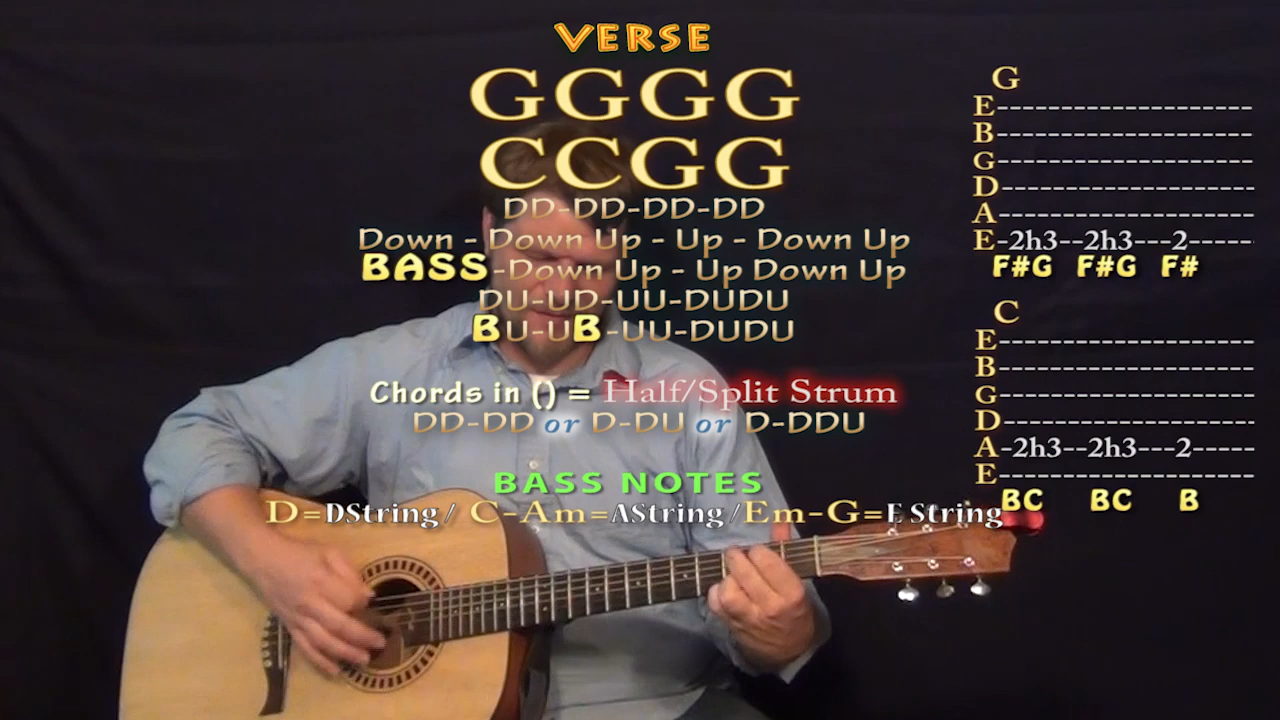 VERSE
GGGG
CCGG
DD-DD-DD-DD
Down - Down Up - Up - Down Up
BASS-Down Up - Up Down Up
DU-UD-UU-DUDU
BU-UB-UU-DUDU
Chords in () = Half/Split Strum
DD-DD or D-DU or D-DDU
BASS NOTES
D=DString / C-Am=AString /Em-G=E String
G
E--------------------
B--------------------
G--------------------
D--------------------
A--------------------
E-2h3--2h3---2-----
F#G F#G F#
C
E--------------------
B--------------------
G--------------------
D--------------------
A-2h3--2h3---2-----
E--------------------
BC BC B